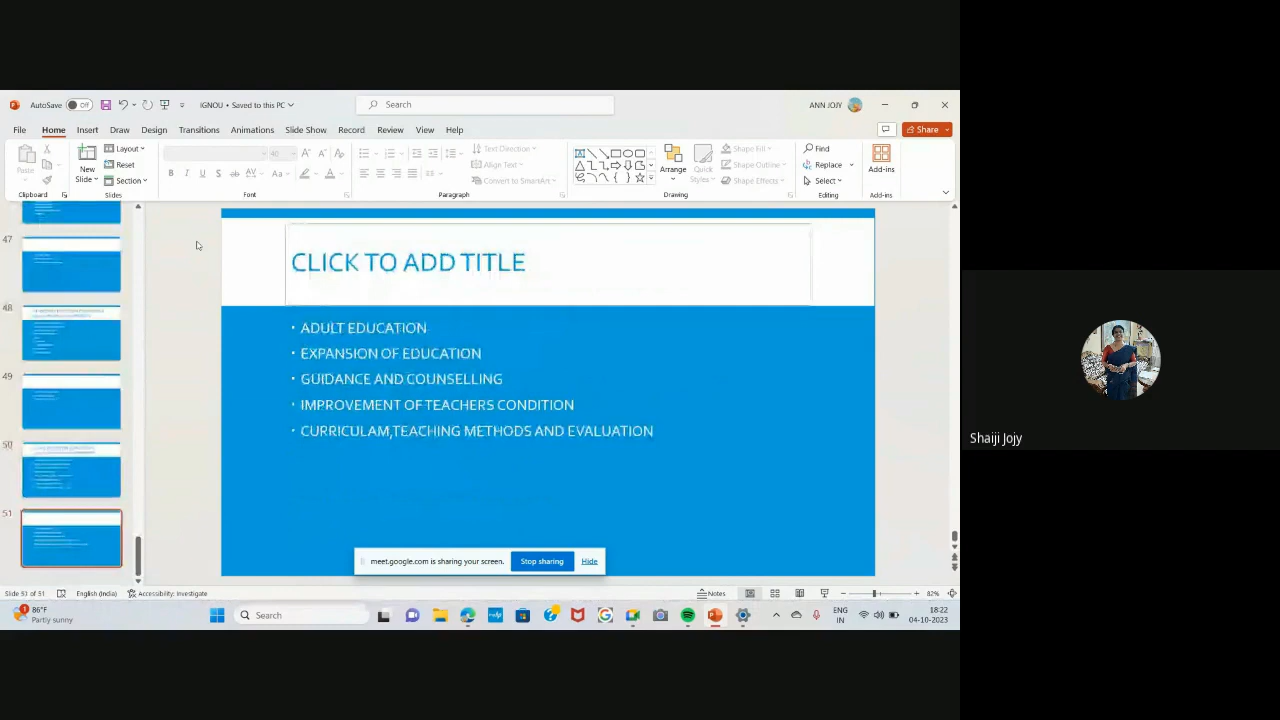 AutoSave Off IGNOU • Saved to this PC Search ANN JOJY
File Home Insert Draw Design Transitions Animations Slide Show Record Review View Help Share
Paste New Slide Layout Reset Section 40 Text Direction Align Text Convert to SmartArt Arrange Quick Styles Shape Fill Shape Outline Shape Effects Find Replace Select Add-ins
Clipboard Slides Font Paragraph Drawing Editing Add-ins
47
48
49
50
51
CLICK TO ADD TITLE
• ADULT EDUCATION
• EXPANSION OF EDUCATION
• GUIDANCE AND COUNSELLING
• IMPROVEMENT OF TEACHERS CONDITION
• CURRICULAM,TEACHING METHODS AND EVALUATION
meet.google.com is sharing your screen. Stop sharing Hide
Shaiji Jojy
Slide 51 of 51 English (India) Accessibility: Investigate Notes 82%
86°F
Partly sunny
Search
ENG
IN
18:22
04-10-2023